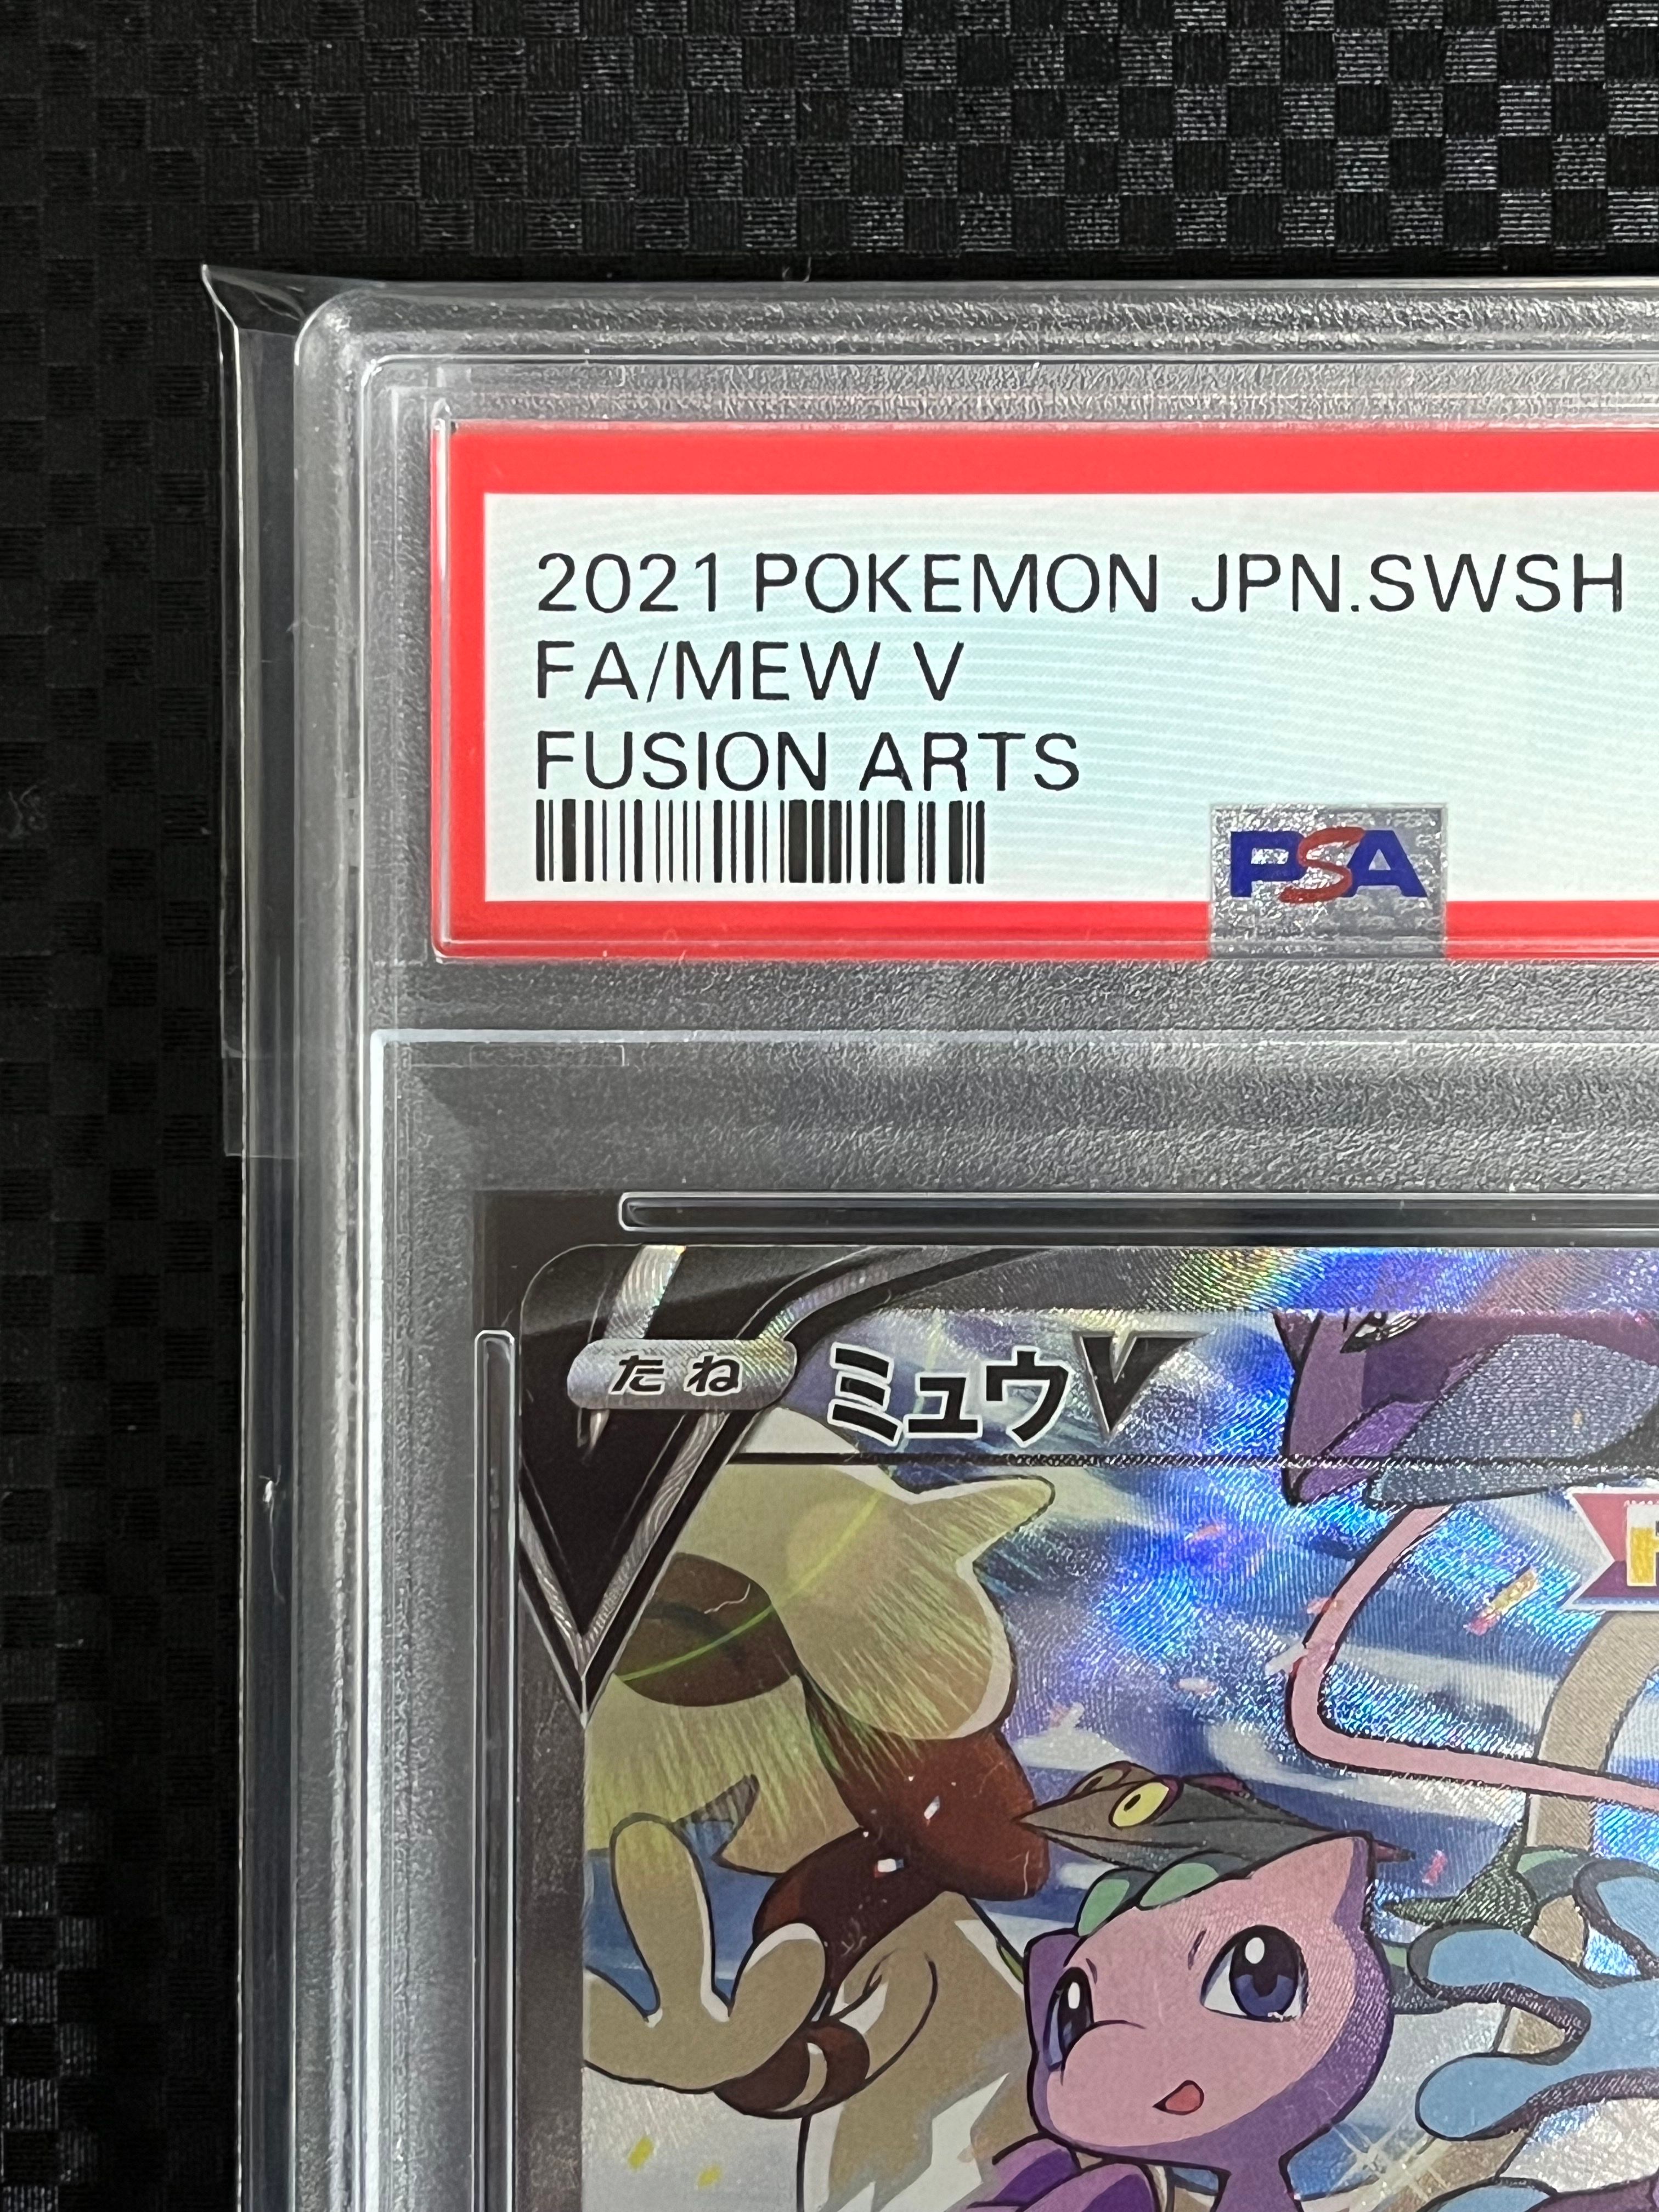 2021 POKEMON JPN.SWSH
FA/MEW V
FUSION ARTS
PSA
たね
ミュウV